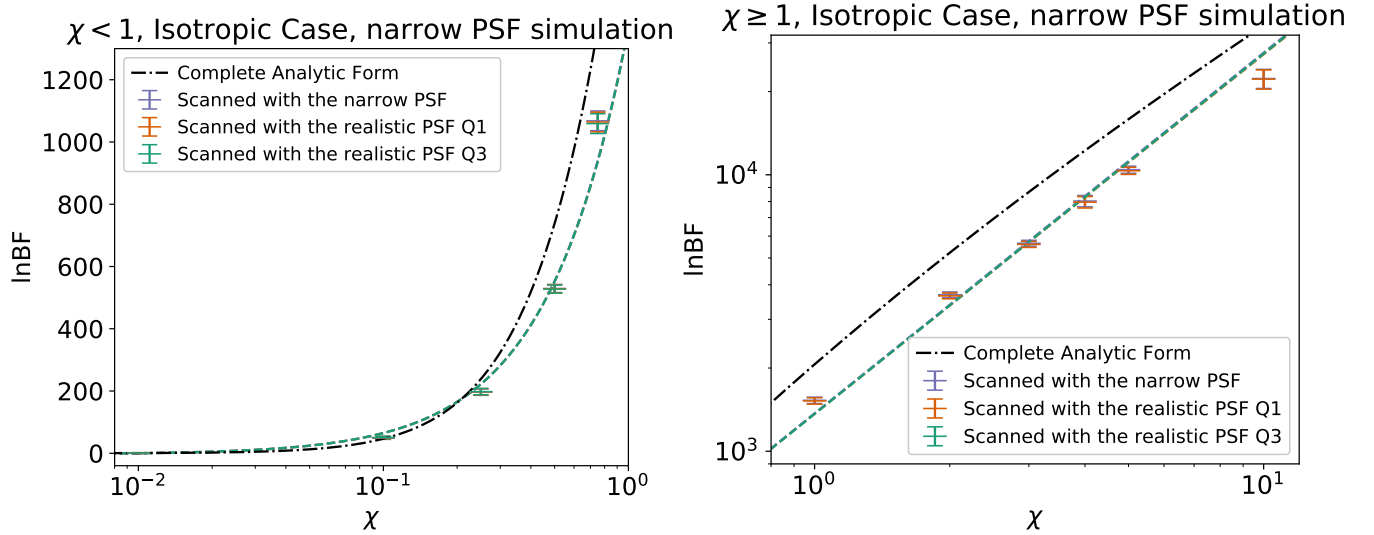 χ < 1, Isotropic Case, narrow PSF simulation
1200
1000
800
600
400
200
0
lnBF
Complete Analytic Form
Scanned with the narrow PSF
Scanned with the realistic PSF Q1
Scanned with the realistic PSF Q3
10⁻²
10⁻¹
10⁰
χ
χ ≥ 1, Isotropic Case, narrow PSF simulation
10⁴
10³
lnBF
Complete Analytic Form
Scanned with the narrow PSF
Scanned with the realistic PSF Q1
Scanned with the realistic PSF Q3
10⁰
10¹
χ